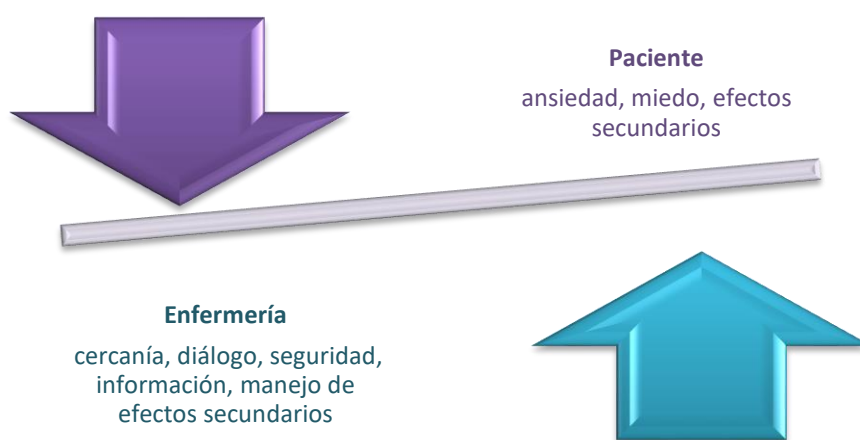 Paciente
ansiedad, miedo, efectos
secundarios
Enfermería
cercanía, diálogo, seguridad,
información, manejo de
efectos secundarios